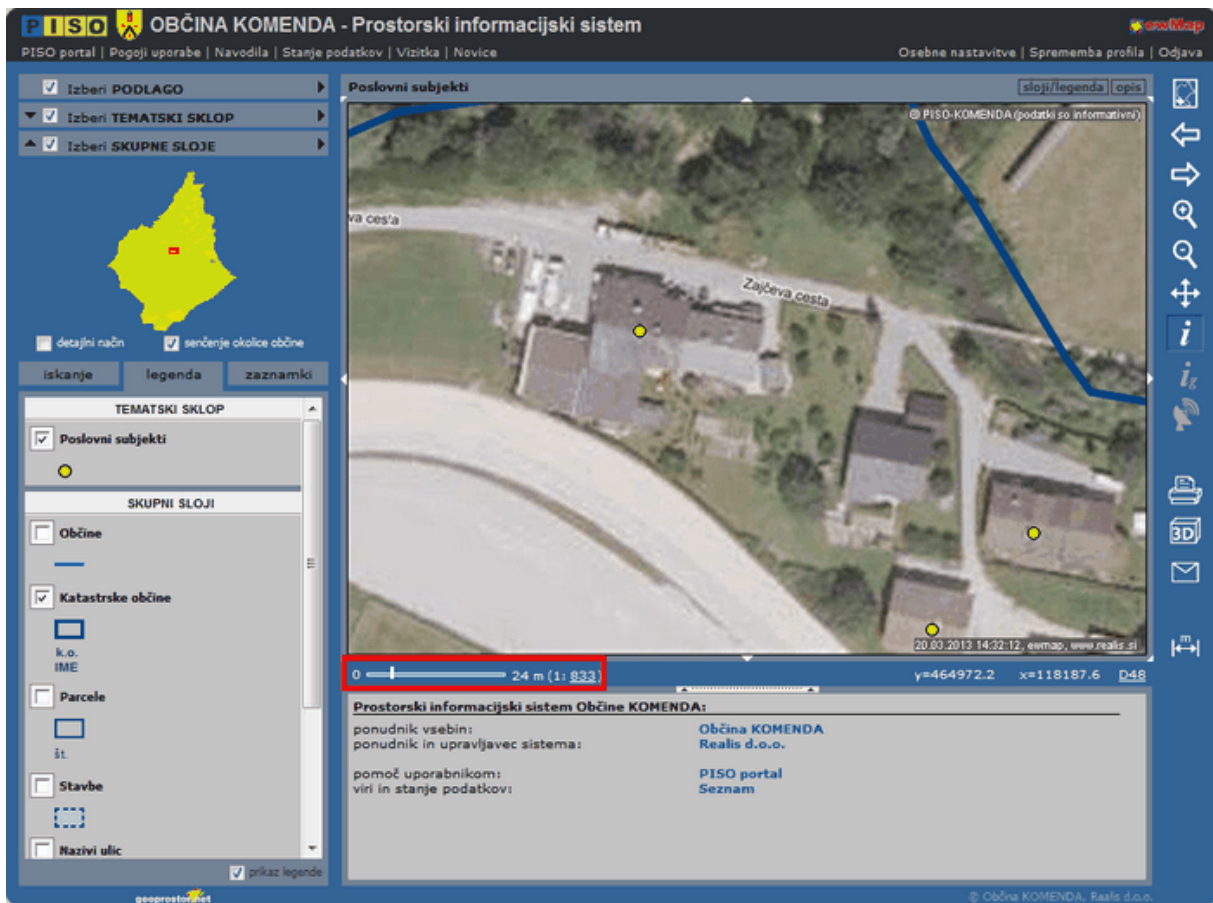 PISO OBČINA KOMENDA - Prostorski informacijski sistem
ewMap
PISO portal | Pogoji uporabe | Navodila | Stanje podatkov | Vizitka | Novice
Osebne nastavitve | Sprememba profila | Odjava
Izberi PODLAGO
Izberi TEMATSKI SKLOP
Izberi SKUPNE SLOJE
detajlni način
senčenje okolice občine
iskanje legenda zaznamki
TEMATSKI SKLOP
Poslovni subjekti
SKUPNI SLOJI
Občine
Katastrske občine
k.o.
IME
Parcele
št.
Stavbe
Nazivi ulic
prikaz legende
geoprostor.net
Poslovni subjekti
sloji/legenda opis
© PISO-KOMENDA (podatki so informativni)
va cesta
Zajčeva cesta
20.03.2013 14:32:12, ewmap, www.realis.si
0 24 m (1: 833)
y=464972.2 x=118187.6 D48
Prostorski informacijski sistem Občine KOMENDA:
ponudnik vsebin: Občina KOMENDA
ponudnik in upravljavec sistema: Realis d.o.o.
pomoč uporabnikom: PISO portal
viri in stanje podatkov: Seznam
© Občina KOMENDA, Realis d.o.o.
i
iz
3D
m